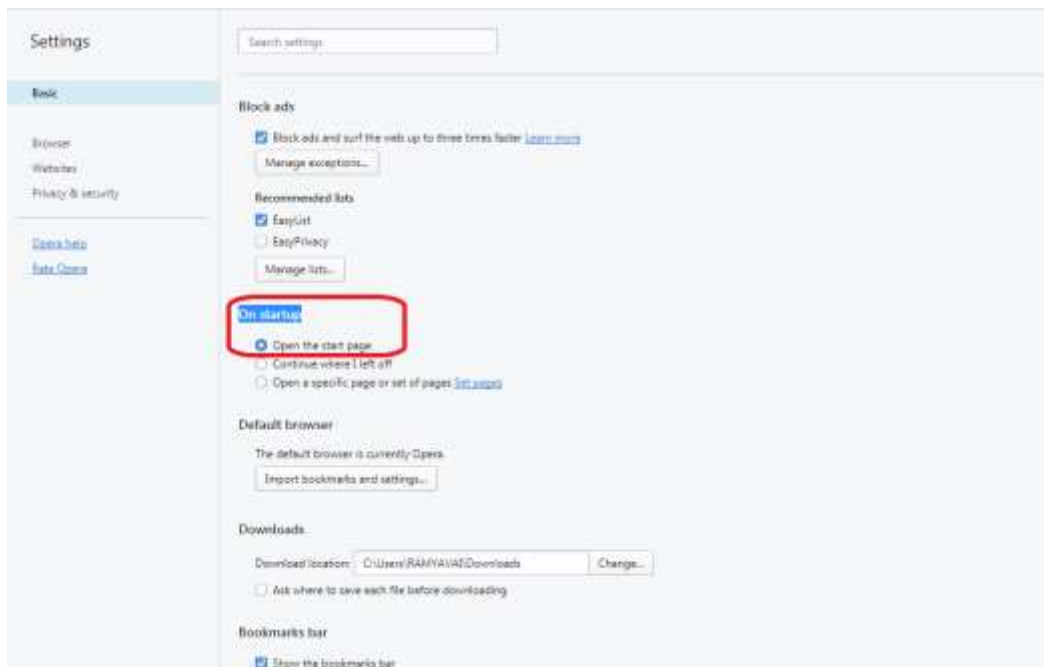 Settings
Search settings
Basic
Browser
Websites
Privacy & security
Opera help
Rate Opera
Block ads
Block ads and surf the web up to three times faster Learn more
Manage exceptions...
Recommended lists
EasyList
EasyPrivacy
Manage lists...
On startup
Open the start page
Continue where I left off
Open a specific page or set of pages Set pages
Default browser
The default browser is currently Opera.
Import bookmarks and settings...
Downloads
Download location: Change...
Ask where to save each file before downloading
Bookmarks bar
Show the bookmarks bar